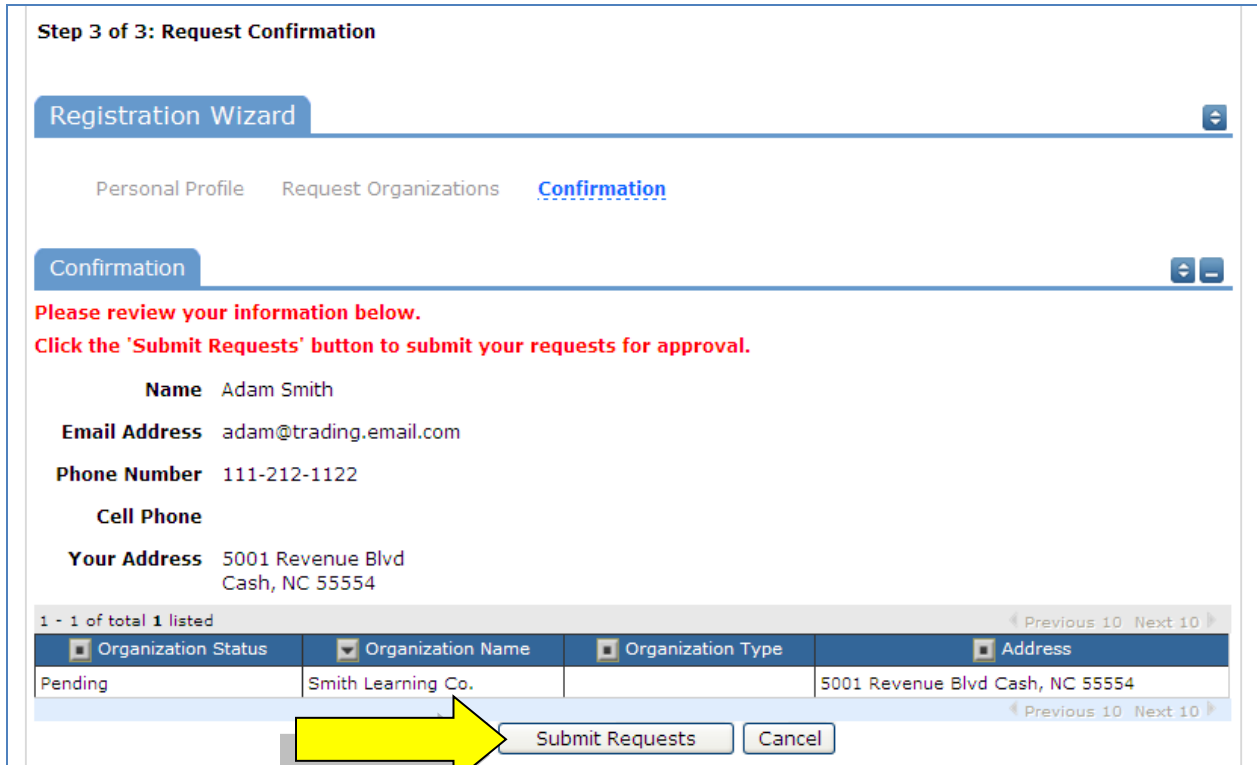 Step 3 of 3: Request Confirmation
Registration Wizard
Personal Profile Request Organizations Confirmation
Confirmation
Please review your information below.
Click the 'Submit Requests' button to submit your requests for approval.
Name Adam Smith
Email Address adam@trading.email.com
Phone Number 111-212-1122
Cell Phone
Your Address 5001 Revenue Blvd
Cash, NC 55554
1 - 1 of total 1 listed Previous 10 Next 10
Organization Status Organization Name Organization Type Address
Pending Smith Learning Co. 5001 Revenue Blvd Cash, NC 55554
Previous 10 Next 10
Submit Requests Cancel